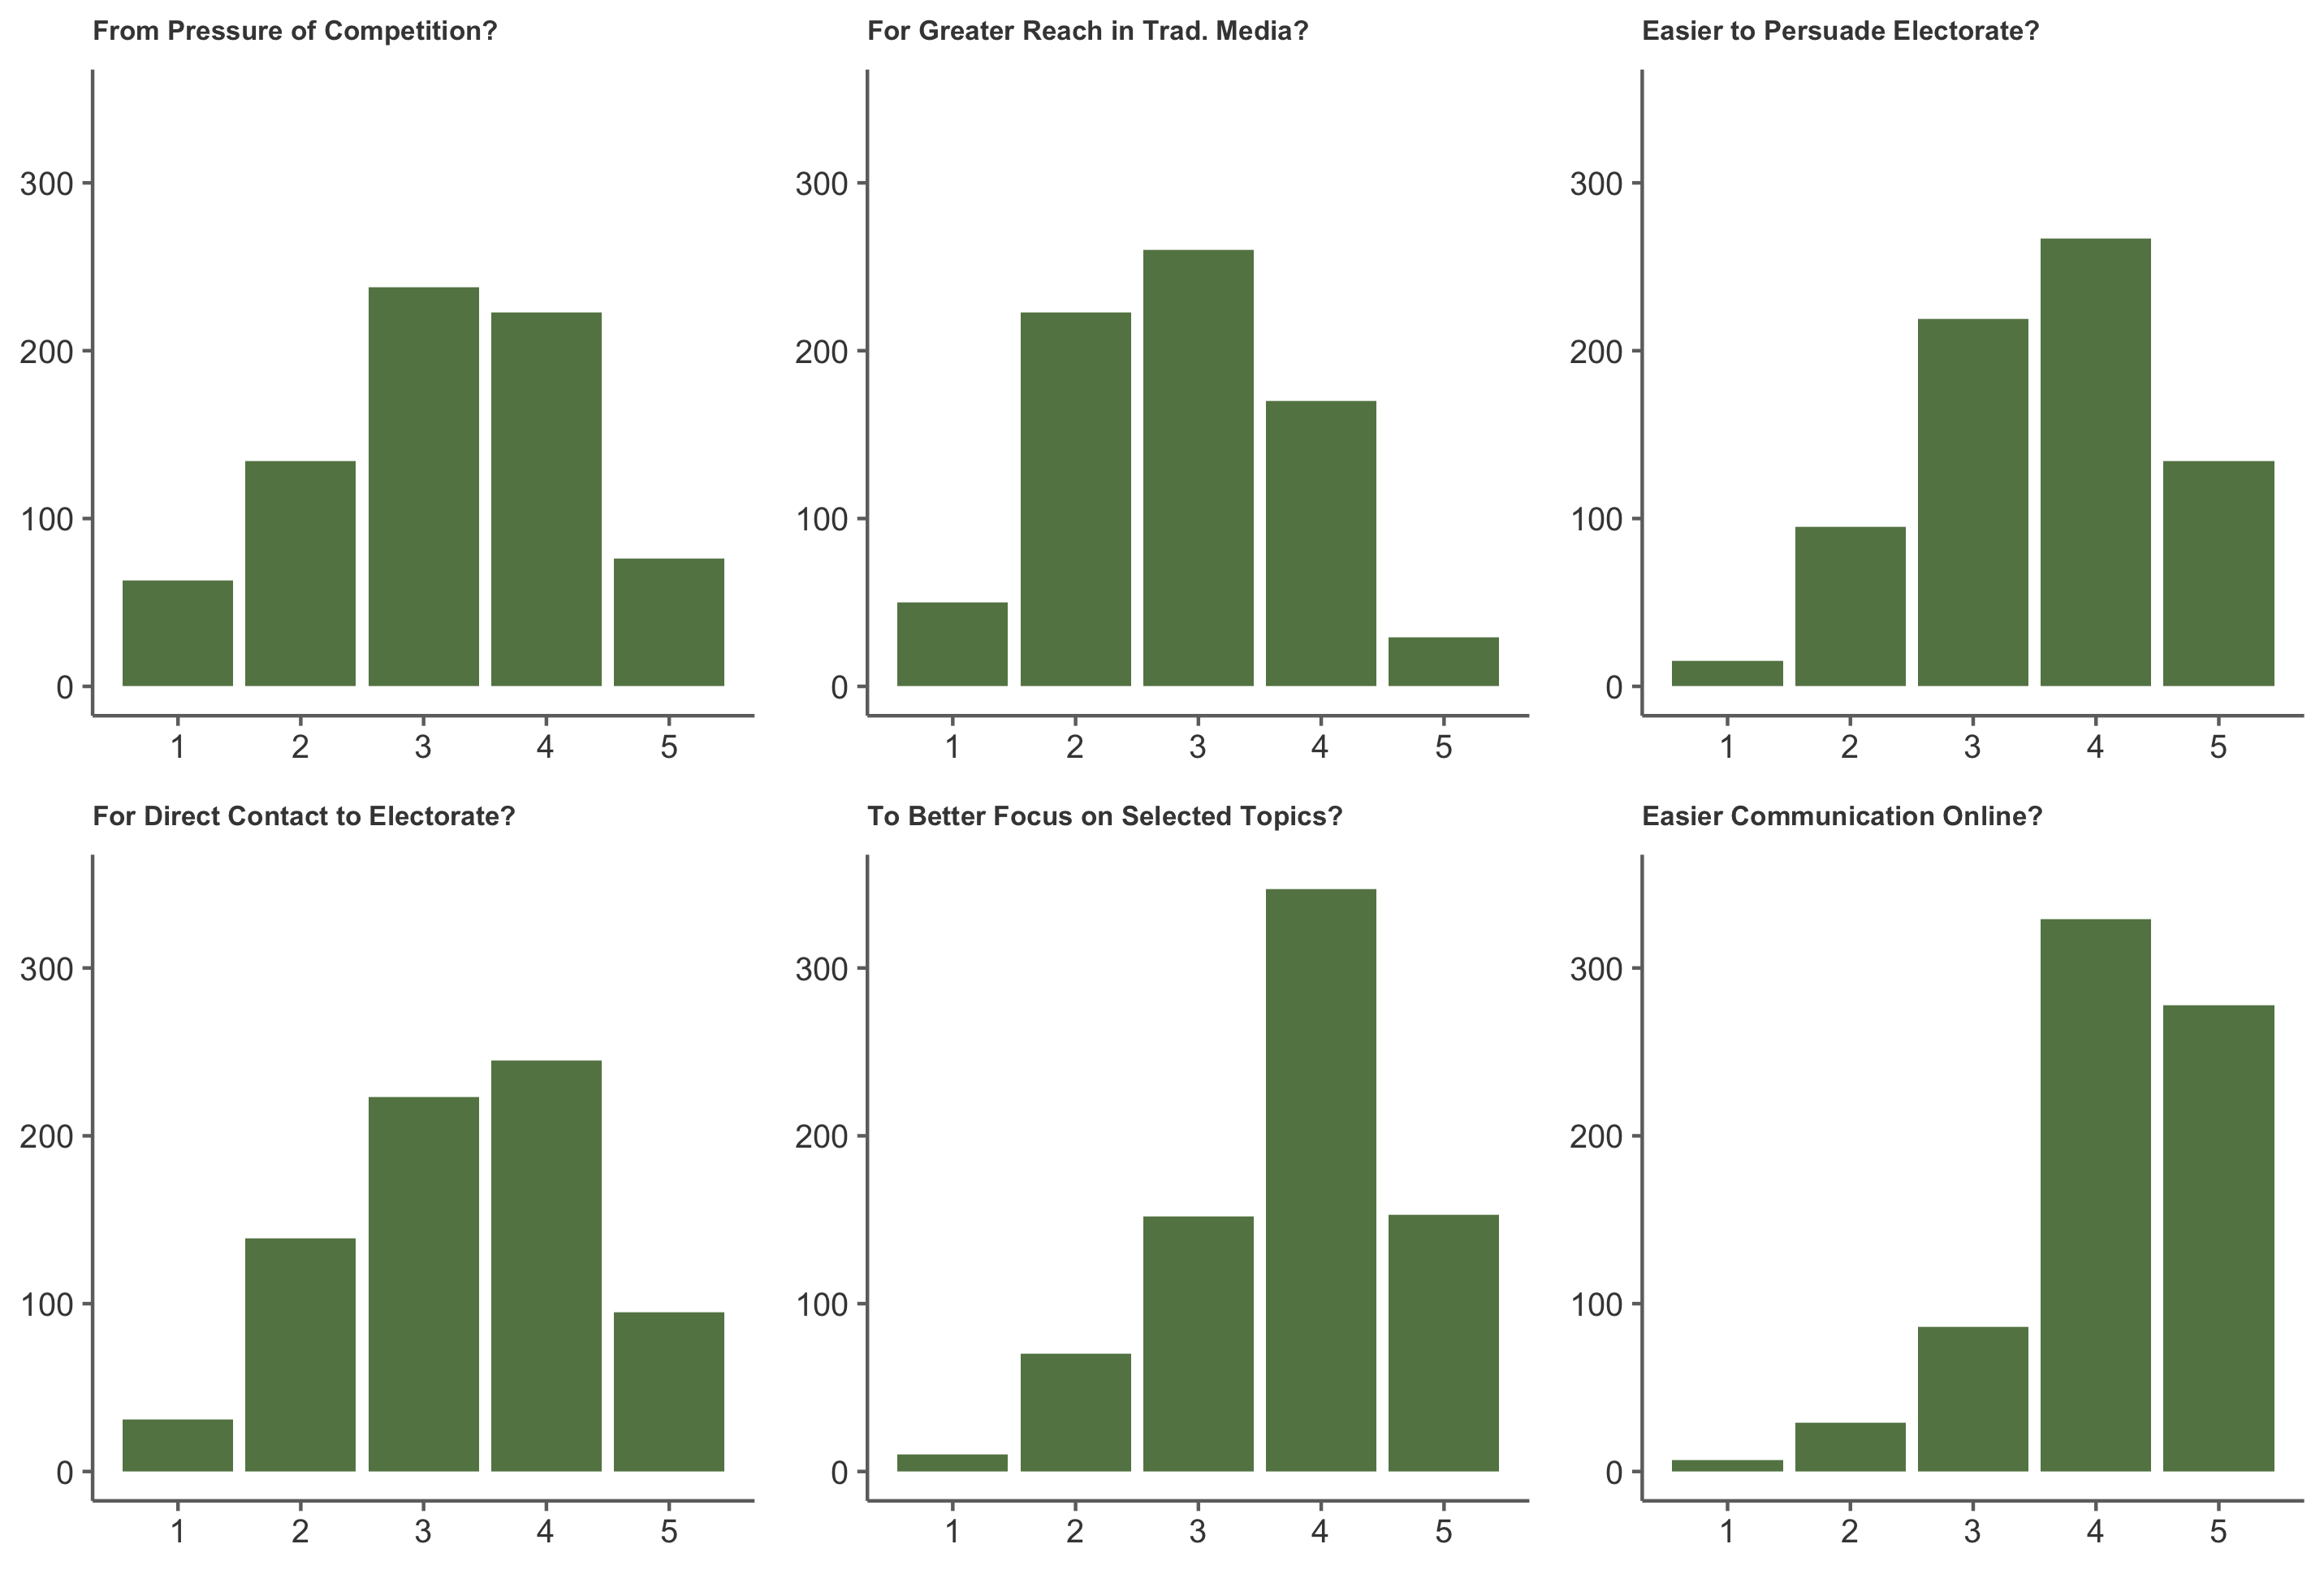 From Pressure of Competition?
300
200
100
0
1 2 3 4 5
For Greater Reach in Trad. Media?
300
200
100
0
1 2 3 4 5
Easier to Persuade Electorate?
300
200
100
0
1 2 3 4 5
For Direct Contact to Electorate?
300
200
100
0
1 2 3 4 5
To Better Focus on Selected Topics?
300
200
100
0
1 2 3 4 5
Easier Communication Online?
300
200
100
0
1 2 3 4 5